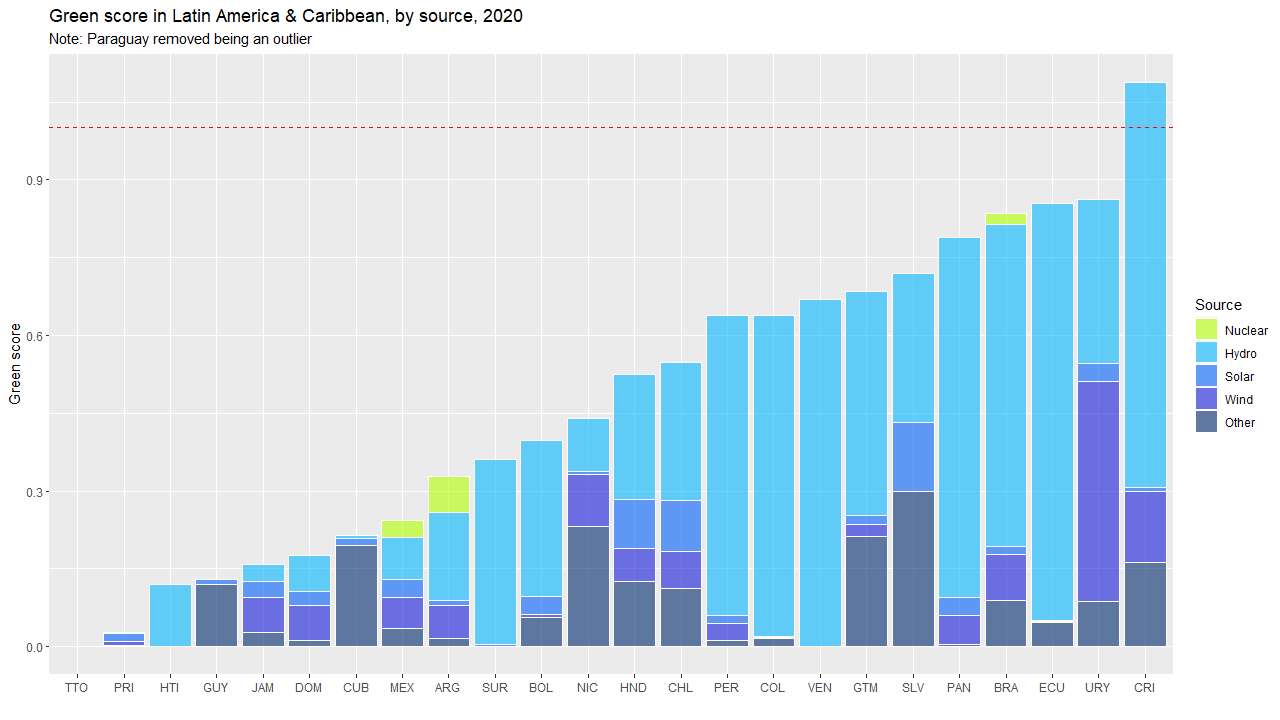 Green score in Latin America & Caribbean, by source, 2020
Note: Paraguay removed being an outlier
Green score
0.9
0.6
0.3
0.0
TTO PRI HTI GUY JAM DOM CUB MEX ARG SUR BOL NIC HND CHL PER COL VEN GTM SLV PAN BRA ECU URY CRI
Source
Nuclear
Hydro
Solar
Wind
Other